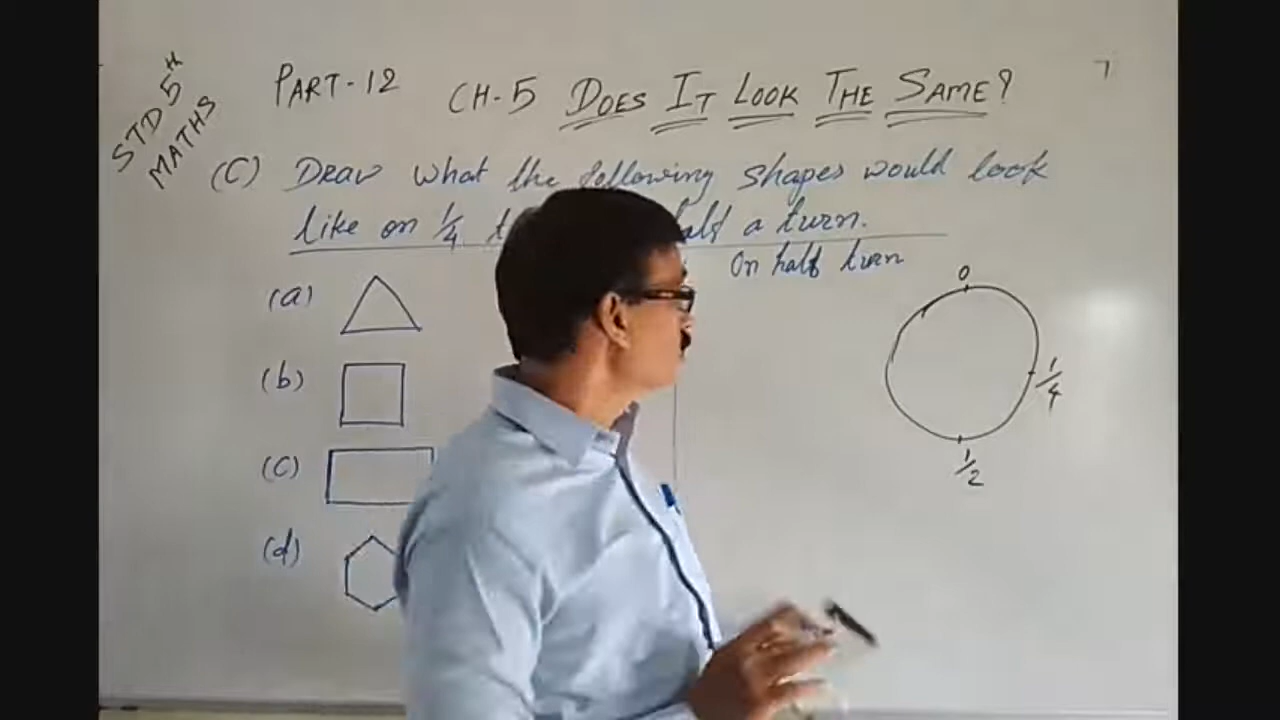 STD 5th
MATHS
PART-12 CH-5 DOES IT LOOK THE SAME?
(C) Draw what the following shapes would look
like on 1/4 a turn.
On half turn
(a)
(b)
(c)
(d)
0
1/4
1/2